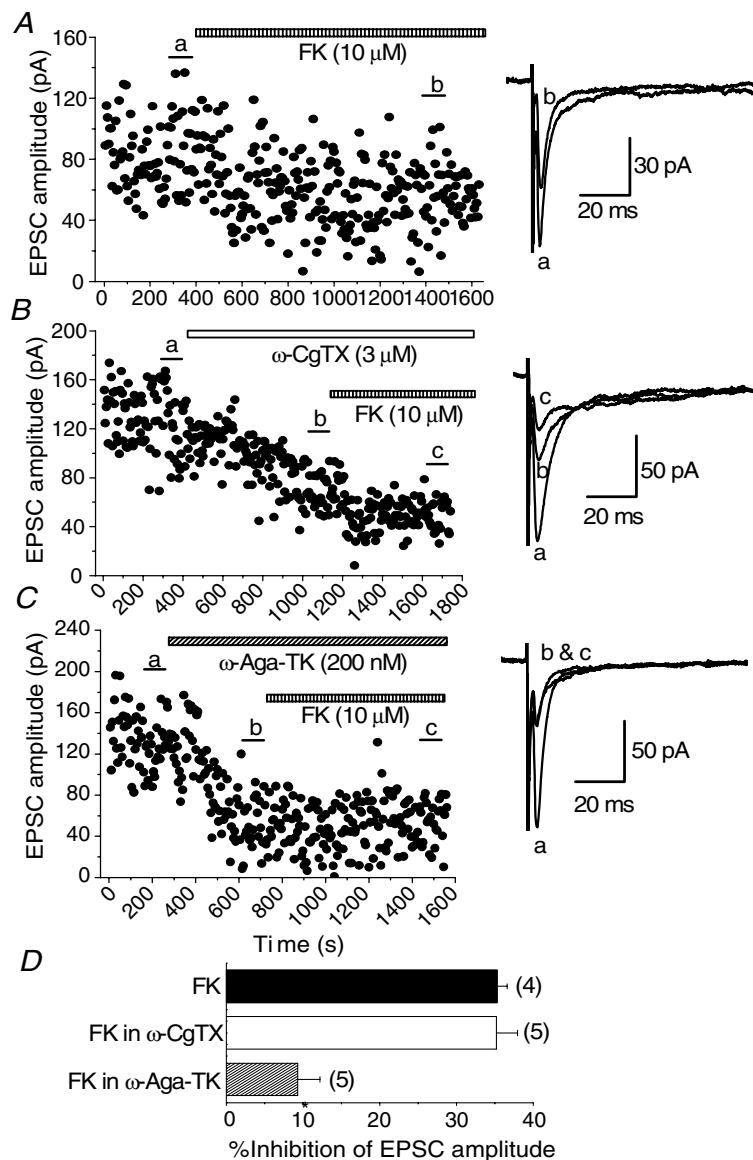 A
160
120
80
40
0
EPSC amplitude (pA)
a
FK (10 μM)
b
0 200 400 600 800 1000 1200 1400 1600
b
a
30 pA
20 ms
B
200
160
120
80
40
0
EPSC amplitude (pA)
a
ω-CgTX (3 μM)
b
FK (10 μM)
c
0 200 400 600 800 1000 1200 1400 1600 1800
c
b
a
50 pA
20 ms
C
240
200
160
120
80
40
0
EPSC amplitude (pA)
a
ω-Aga-TK (200 nM)
b
FK (10 μM)
c
0 200 400 600 800 1000 1200 1400 1600
Time (s)
b & c
a
50 pA
20 ms
D
FK
(4)
FK in ω-CgTX
(5)
FK in ω-Aga-TK
(5)
*
0 10 20 30 40
%Inhibition of EPSC amplitude